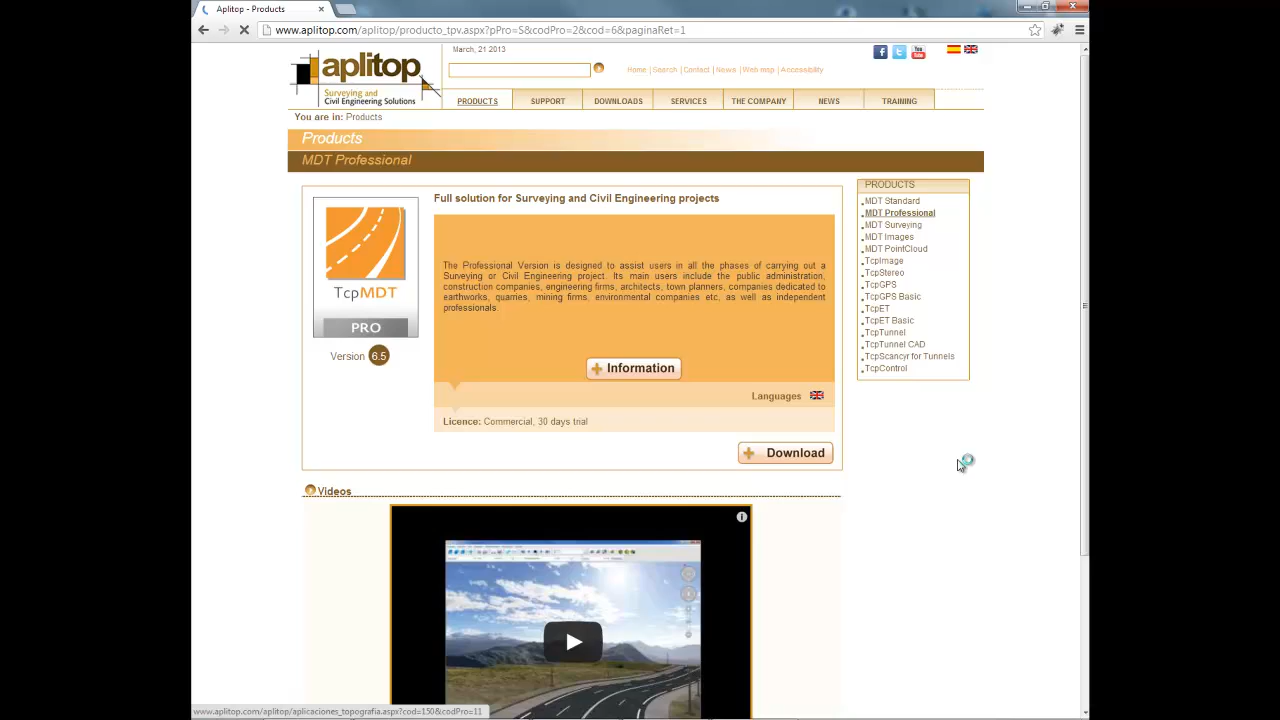 Aplitop - Products
www.aplitop.com/aplitop/producto_tpv.aspx?pPro=S&codPro=2&cod=6&paginaRet=1
March, 21 2013
aplitop
Surveying and
Civil Engineering Solutions
Home | Search | Contact | News | Web map | Accessibility
PRODUCTS SUPPORT DOWNLOADS SERVICES THE COMPANY NEWS TRAINING
You are in: Products
Products
MDT Professional
TcpMDT
PRO
Version 6.5
Full solution for Surveying and Civil Engineering projects
The Professional Version is designed to assist users in all the phases of carrying out a
Surveying or Civil Engineering project. Its main users include the public administration,
construction companies, engineering firms, architects, town planners, companies dedicated to
earthworks, quarries, mining firms, environmental companies etc, as well as independent
professionals.
Information
Languages
Licence: Commercial, 30 days trial
Download
PRODUCTS
MDT Standard
MDT Professional
MDT Surveying
MDT Images
MDT PointCloud
TcpImage
TcpStereo
TcpGPS
TcpGPS Basic
TcpET
TcpET Basic
TcpTunnel
TcpTunnel CAD
TcpScancyr for Tunnels
TcpControl
Videos
www.aplitop.com/aplitop/aplicaciones_topografia.aspx?cod=150&codPro=11